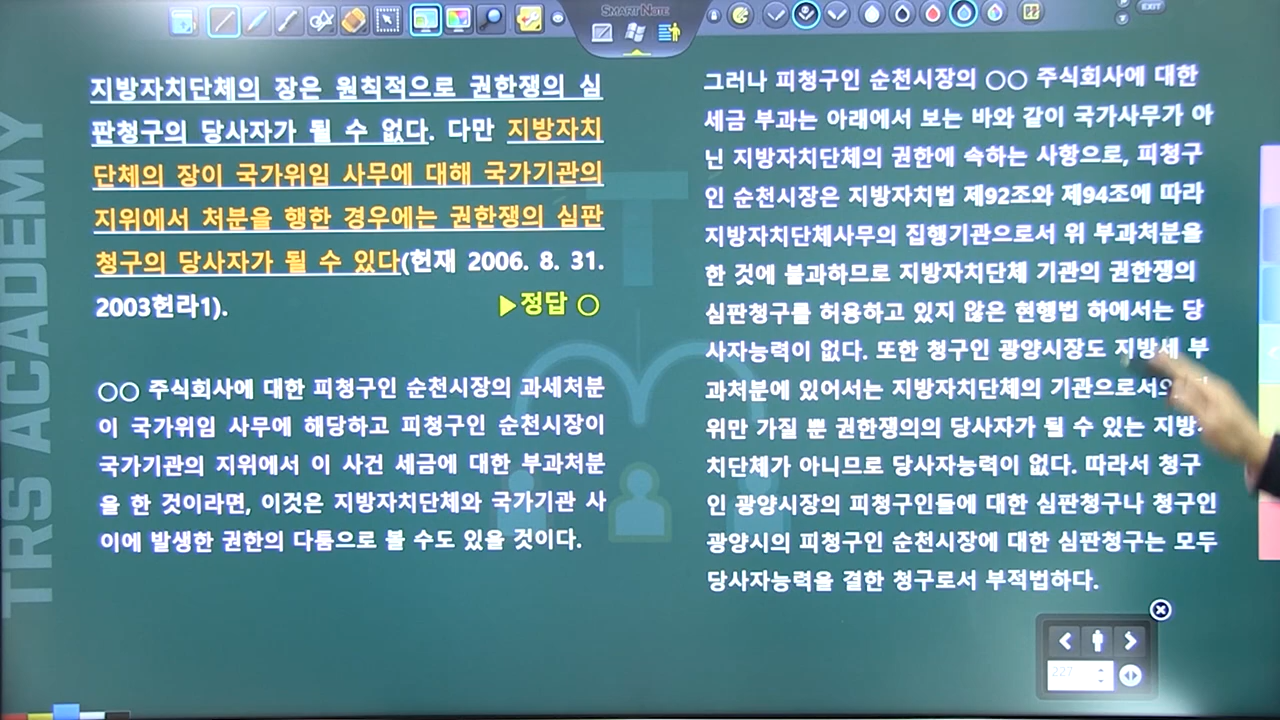 SMARTNOTE
EXIT
TRS ACADEMY
지방자치단체의 장은 원칙적으로 권한쟁의 심
판청구의 당사자가 될 수 없다. 다만 지방자치
단체의 장이 국가위임 사무에 대해 국가기관의
지위에서 처분을 행한 경우에는 권한쟁의 심판
청구의 당사자가 될 수 있다(헌재 2006. 8. 31.
2003헌라1). ▶정답 ○
○○ 주식회사에 대한 피청구인 순천시장의 과세처분
이 국가위임 사무에 해당하고 피청구인 순천시장이
국가기관의 지위에서 이 사건 세금에 대한 부과처분
을 한 것이라면, 이것은 지방자치단체와 국가기관 사
이에 발생한 권한의 다툼으로 볼 수도 있을 것이다.
그러나 피청구인 순천시장의 ○○ 주식회사에 대한
세금 부과는 아래에서 보는 바와 같이 국가사무가 아
닌 지방자치단체의 권한에 속하는 사항으로, 피청구
인 순천시장은 지방자치법 제92조와 제94조에 따라
지방자치단체사무의 집행기관으로서 위 부과처분을
한 것에 불과하므로 지방자치단체 기관의 권한쟁의
심판청구를 허용하고 있지 않은 현행법 하에서는 당
사자능력이 없다. 또한 청구인 광양시장도 지방세 부
과처분에 있어서는 지방자치단체의 기관으로서의
위만 가질 뿐 권한쟁의의 당사자가 될 수 있는 지방
치단체가 아니므로 당사자능력이 없다. 따라서 청구
인 광양시장의 피청구인들에 대한 심판청구나 청구인
광양시의 피청구인 순천시장에 대한 심판청구는 모두
당사자능력을 결한 청구로서 부적법하다.
227